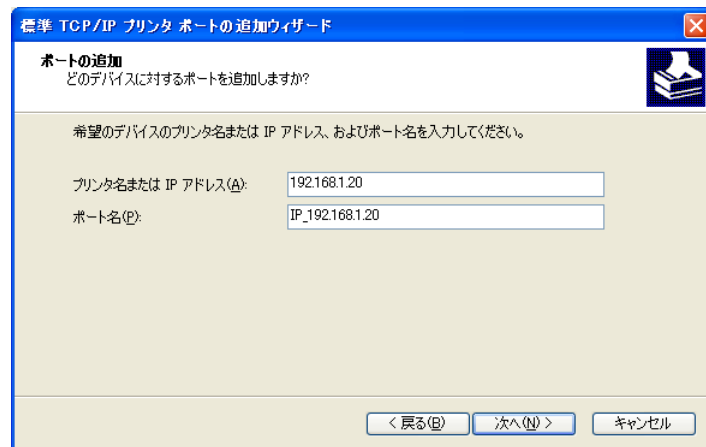 標準 TCP/IP プリンタ ポートの追加ウィザード
ポートの追加
どのデバイスに対するポートを追加しますか?
希望のデバイスのプリンタ名または IP アドレス、およびポート名を入力してください。
プリンタ名または IP アドレス(A): 192.168.1.20
ポート名(P): IP_192.168.1.20
< 戻る(B) 次へ(N) > キャンセル